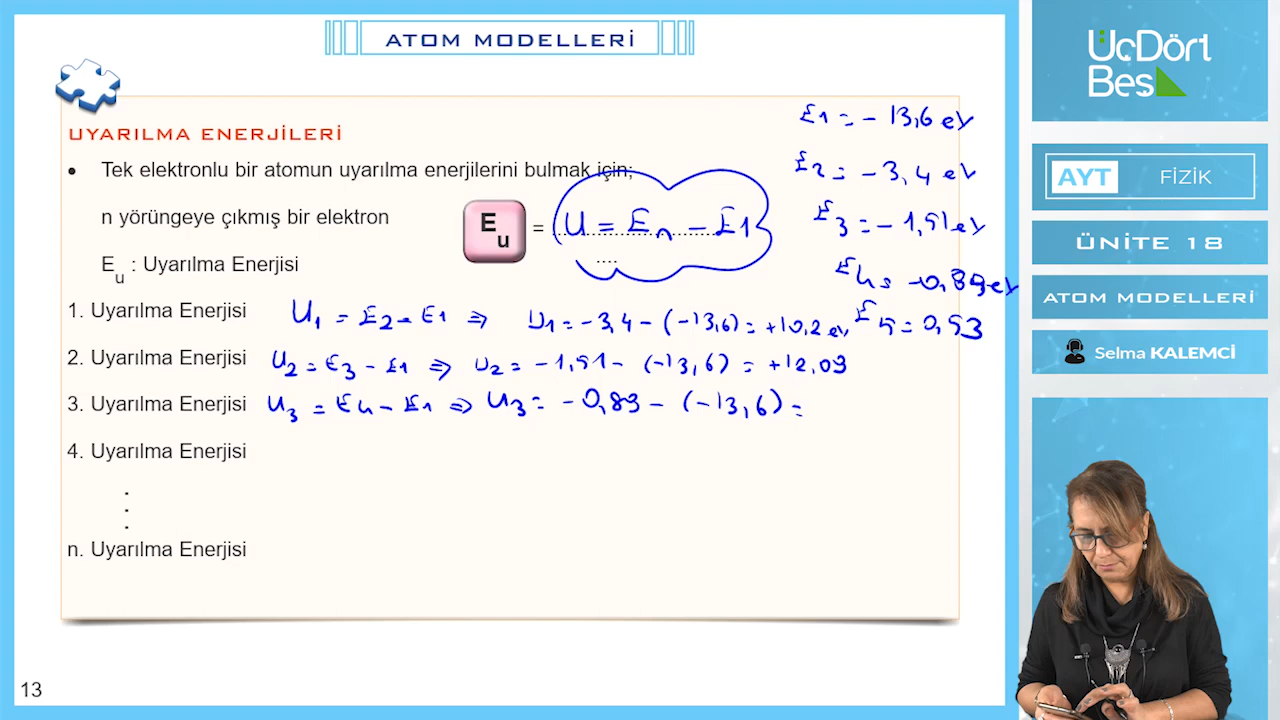 ATOM MODELLERİ
UYARILMA ENERJİLERİ
• Tek elektronlu bir atomun uyarılma enerjilerini bulmak için;
n yörüngeye çıkmış bir elektron
Eu = U = En - E1
....
Eu : Uyarılma Enerjisi
E1 = - 13,6 eV
E2 = - 3,4 eV
E3 = - 1,51 eV
E4 = -0,85 eV
E5 = 0,53
1. Uyarılma Enerjisi U1 = E2 - E1 ⇒ U1 = -3,4 - (-13,6) = +10,2 eV
2. Uyarılma Enerjisi U2 = E3 - E1 ⇒ U2 = -1,51 - (-13,6) = +12,09
3. Uyarılma Enerjisi U3 = E4 - E1 ⇒ U3 = -0,83 - (-13,6) =
4. Uyarılma Enerjisi
.
.
.
n. Uyarılma Enerjisi
13
ÜçDört
Beş
AYT FİZİK
ÜNİTE 18
ATOM MODELLERİ
Selma KALEMCİ